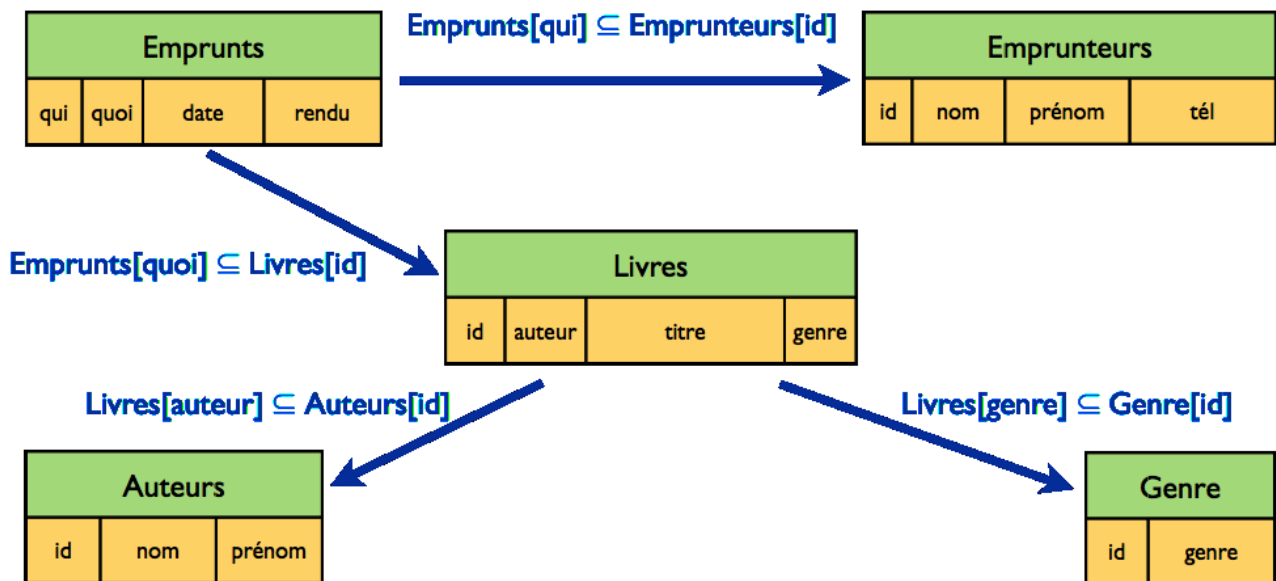 Emprunts[qui] ⊆ Emprunteurs[id]
Emprunts
qui quoi date rendu
Emprunteurs
id nom prénom tél
Emprunts[quoi] ⊆ Livres[id]
Livres
id auteur titre genre
Livres[auteur] ⊆ Auteurs[id]
Livres[genre] ⊆ Genre[id]
Auteurs
id nom prénom
Genre
id genre